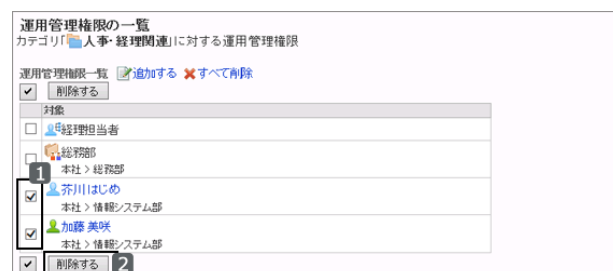 運用管理権限の一覧
カテゴリ「人事・経理関連」に対する運用管理権限
運用管理権限一覧 追加する すべて削除
削除する
対象
経理担当者
総務部
本社 > 総務部
1
芥川 はじめ
本社 > 情報システム部
加藤 美咲
本社 > 情報システム部
削除する 2